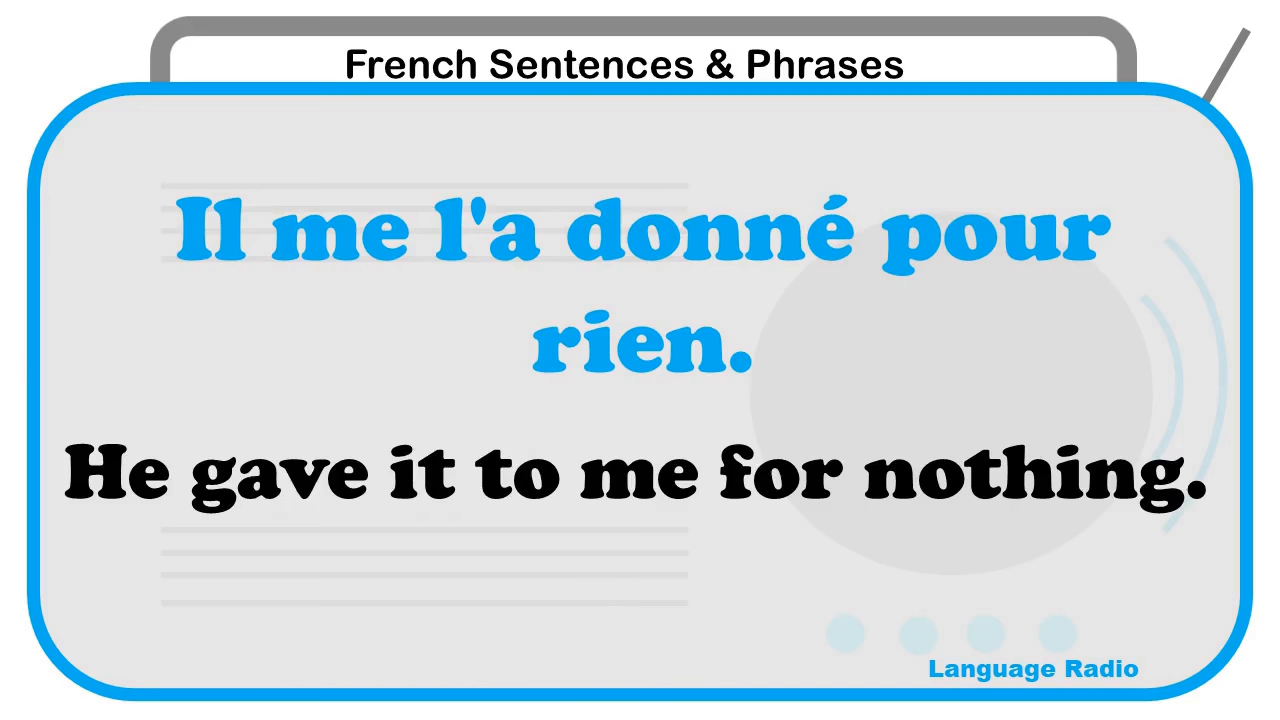 French Sentences & Phrases
Il me l'a donné pour
rien.
He gave it to me for nothing.
Language Radio